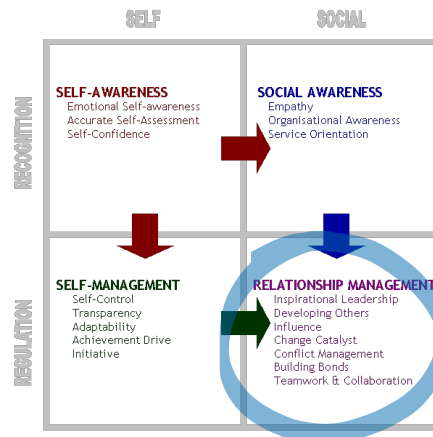 SELF
SOCIAL
RECOGNITION
SELF-AWARENESS
Emotional Self-awareness
Accurate Self-Assessment
Self-Confidence
SOCIAL AWARENESS
Empathy
Organisational Awareness
Service Orientation
REGULATION
SELF-MANAGEMENT
Self-Control
Transparency
Adaptability
Achievement Drive
Initiative
RELATIONSHIP MANAGEMENT
Inspirational Leadership
Developing Others
Influence
Change Catalyst
Conflict Management
Building Bonds
Teamwork & Collaboration